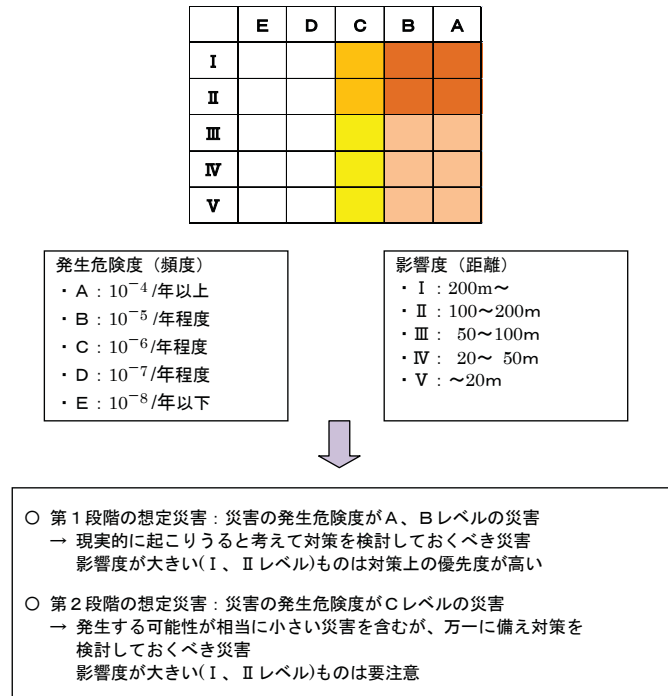 E D C B A
Ⅰ
Ⅱ
Ⅲ
Ⅳ
Ⅴ
発生危険度（頻度）
・A：10⁻⁴/年以上
・B：10⁻⁵/年程度
・C：10⁻⁶/年程度
・D：10⁻⁷/年程度
・E：10⁻⁸/年以下
影響度（距離）
・Ⅰ：200m～
・Ⅱ：100～200m
・Ⅲ： 50～100m
・Ⅳ： 20～ 50m
・Ⅴ：～20m
○ 第1段階の想定災害：災害の発生危険度がA、Bレベルの災害
→ 現実的に起こりうると考えて対策を検討しておくべき災害
影響度が大きい(Ⅰ、Ⅱレベル)ものは対策上の優先度が高い
○ 第2段階の想定災害：災害の発生危険度がCレベルの災害
→ 発生する可能性が相当に小さい災害を含むが、万一に備え対策を
検討しておくべき災害
影響度が大きい(Ⅰ、Ⅱレベル)ものは要注意